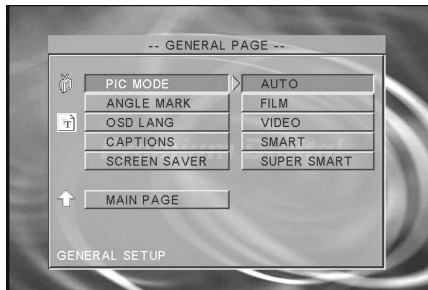 -- GENERAL PAGE --
PIC MODE AUTO
ANGLE MARK FILM
OSD LANG VIDEO
CAPTIONS SMART
SCREEN SAVER SUPER SMART
MAIN PAGE
GENERAL SETUP